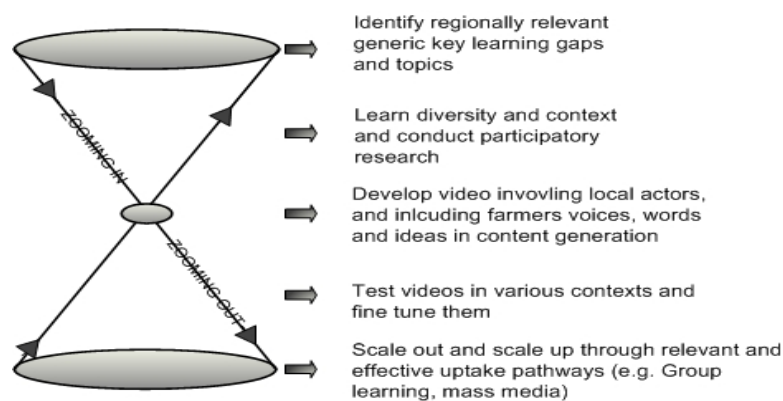 Identify regionally relevant
generic key learning gaps
and topics
ZOOMING IN
Learn diversity and context
and conduct participatory
research
Develop video invovling local actors,
and inlcuding farmers voices, words
and ideas in content generation
ZOOMING OUT
Test videos in various contexts and
fine tune them
Scale out and scale up through relevant and
effective uptake pathways (e.g. Group
learning, mass media)